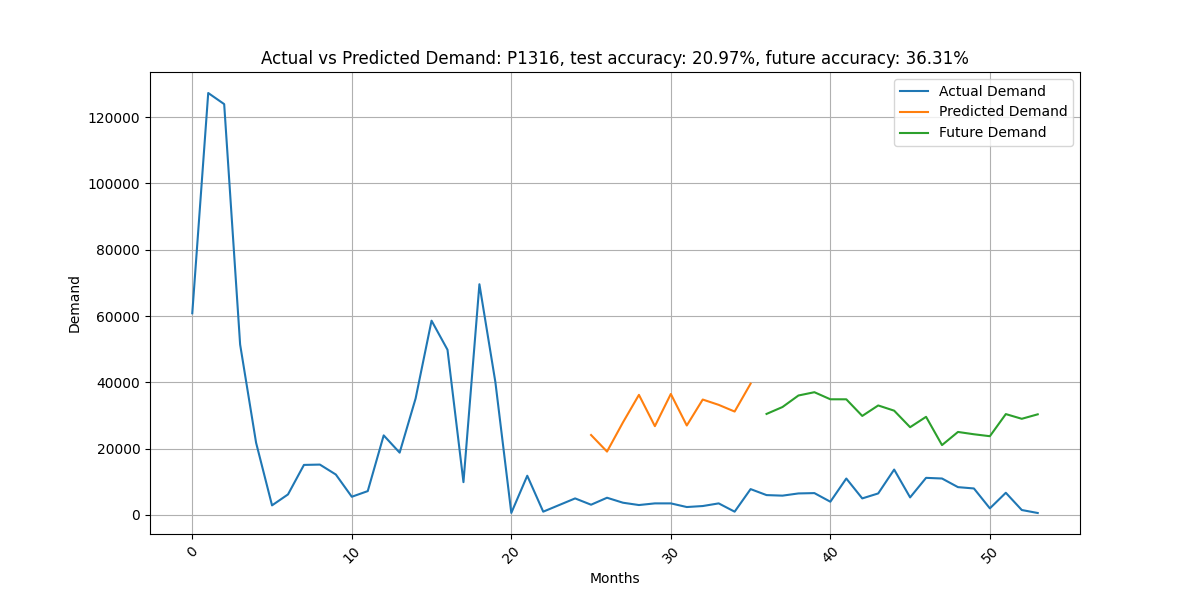 Actual vs Predicted Demand: P1316, test accuracy: 20.97%, future accuracy: 36.31%
Actual Demand
Predicted Demand
Future Demand
120000
100000
80000
60000
40000
20000
0
Demand
0
10
20
30
40
50
Months